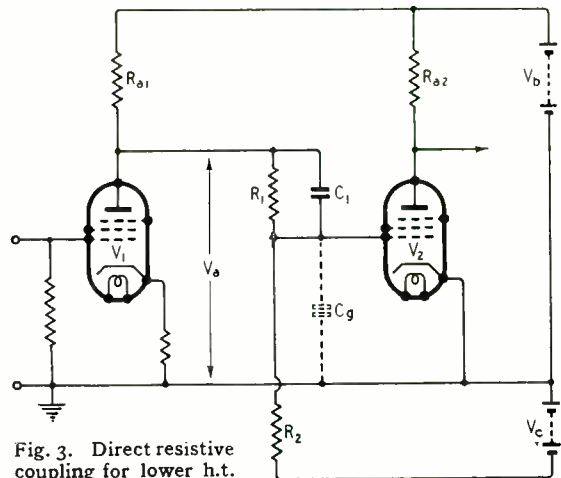 Ra1
Ra2
Vb
R1
C1
V1
Va
V2
Cg
R2
Vc
Fig. 3. Direct resistive
coupling for lower h.t.